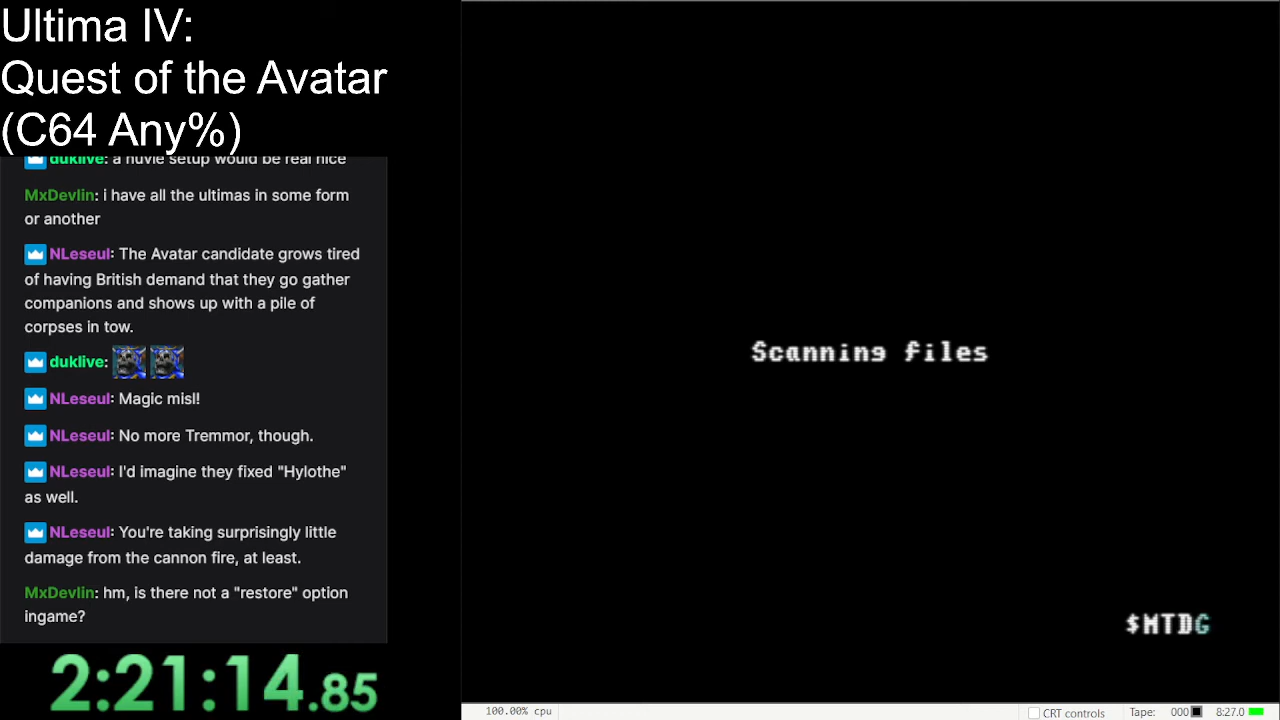 Ultima IV:
Quest of the Avatar
(C64 Any%)
duklive: a nuvie setup would be real nice
MxDevlin: i have all the ultimas in some form
or another
NLeseul: The Avatar candidate grows tired
of having British demand that they go gather
companions and shows up with a pile of
corpses in tow.
duklive:
NLeseul: Magic misl!
NLeseul: No more Tremmor, though.
NLeseul: I'd imagine they fixed "Hylothe"
as well.
NLeseul: You're taking surprisingly little
damage from the cannon fire, at least.
MxDevlin: hm, is there not a "restore" option
ingame?
2:21:14.85
Scanning files
$MTDG
100.00% cpu
CRT controls
Tape: 000
8:27.0